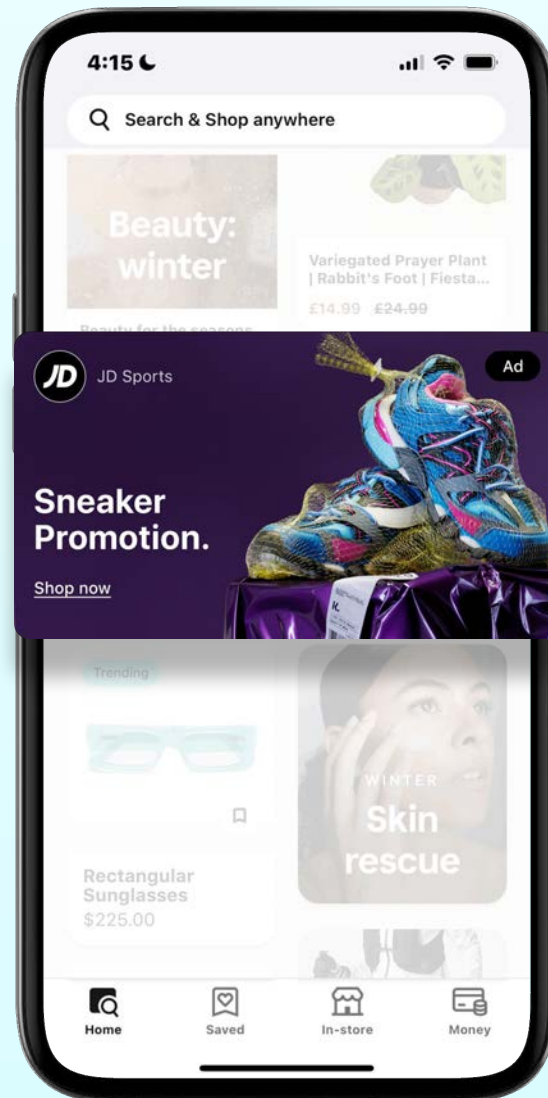 4:15
Search & Shop anywhere
Beauty:
winter
Variegated Prayer Plant
| Rabbit's Foot | Fiesta...
£14.99 £24.99
Beauty for the seasons
JD JD Sports
Ad
Sneaker
Promotion.
Shop now
K.
Trending
WINTER
Skin
rescue
Rectangular
Sunglasses
$225.00
Home
Saved
In-store
Money